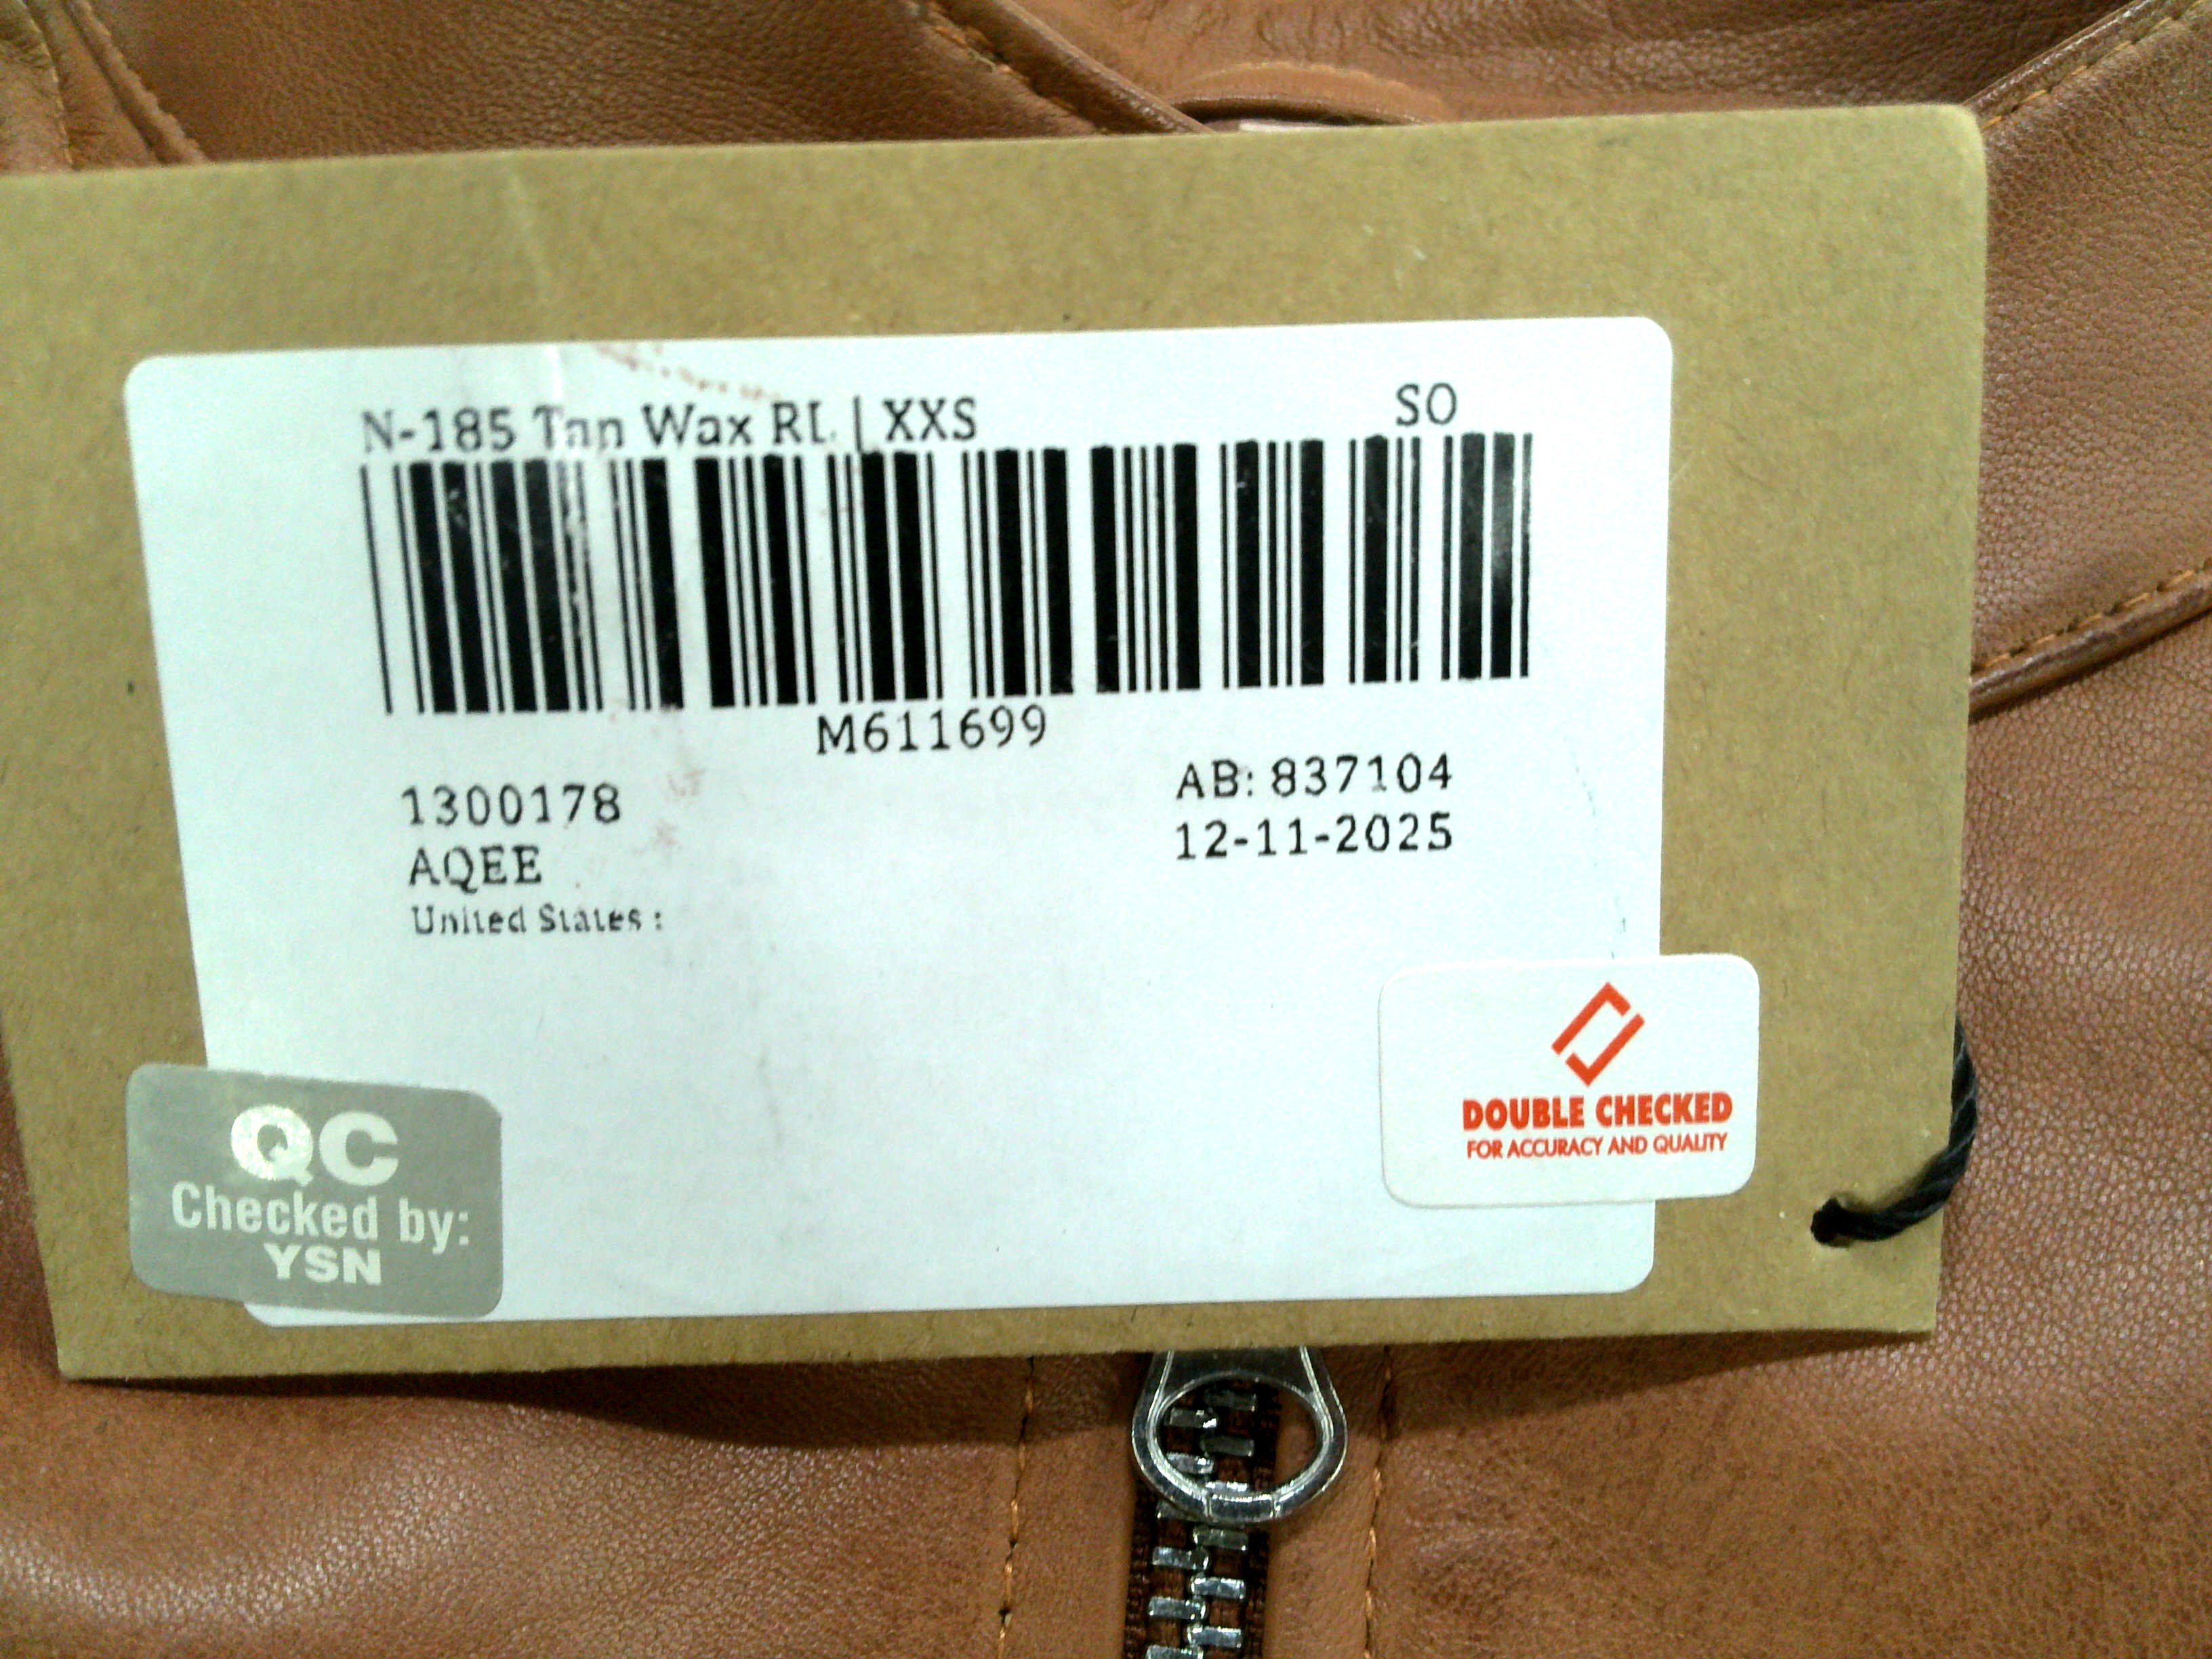 N-185 Tan Wax RL | XXS SO
M611699
1300178 AB: 837104
AQEE 12-11-2025
United States :
DOUBLE CHECKED
FOR ACCURACY AND QUALITY
QC
Checked by:
YSN